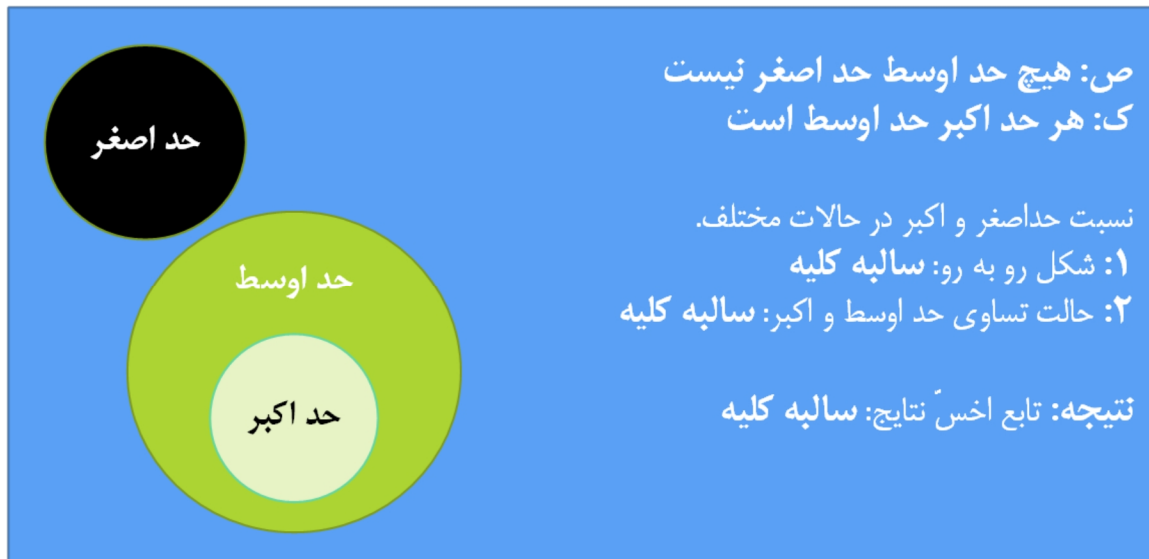 ص: هیچ حد اوسط حد اصغر نیست
ک: هر حد اکبر حد اوسط است
نسبت حداصغر و اکبر در حالات مختلف.
۱: شکل رو به رو: سالبه کلیه
۲: حالت تساوی حد اوسط و اکبر: سالبه کلیه
نتیجه: تابع اخسّ نتایج: سالبه کلیه
حد اصغر
حد اوسط
حد اکبر